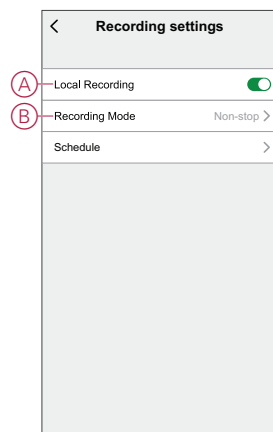 Recording settings
A Local Recording
B Recording Mode Non-stop
Schedule